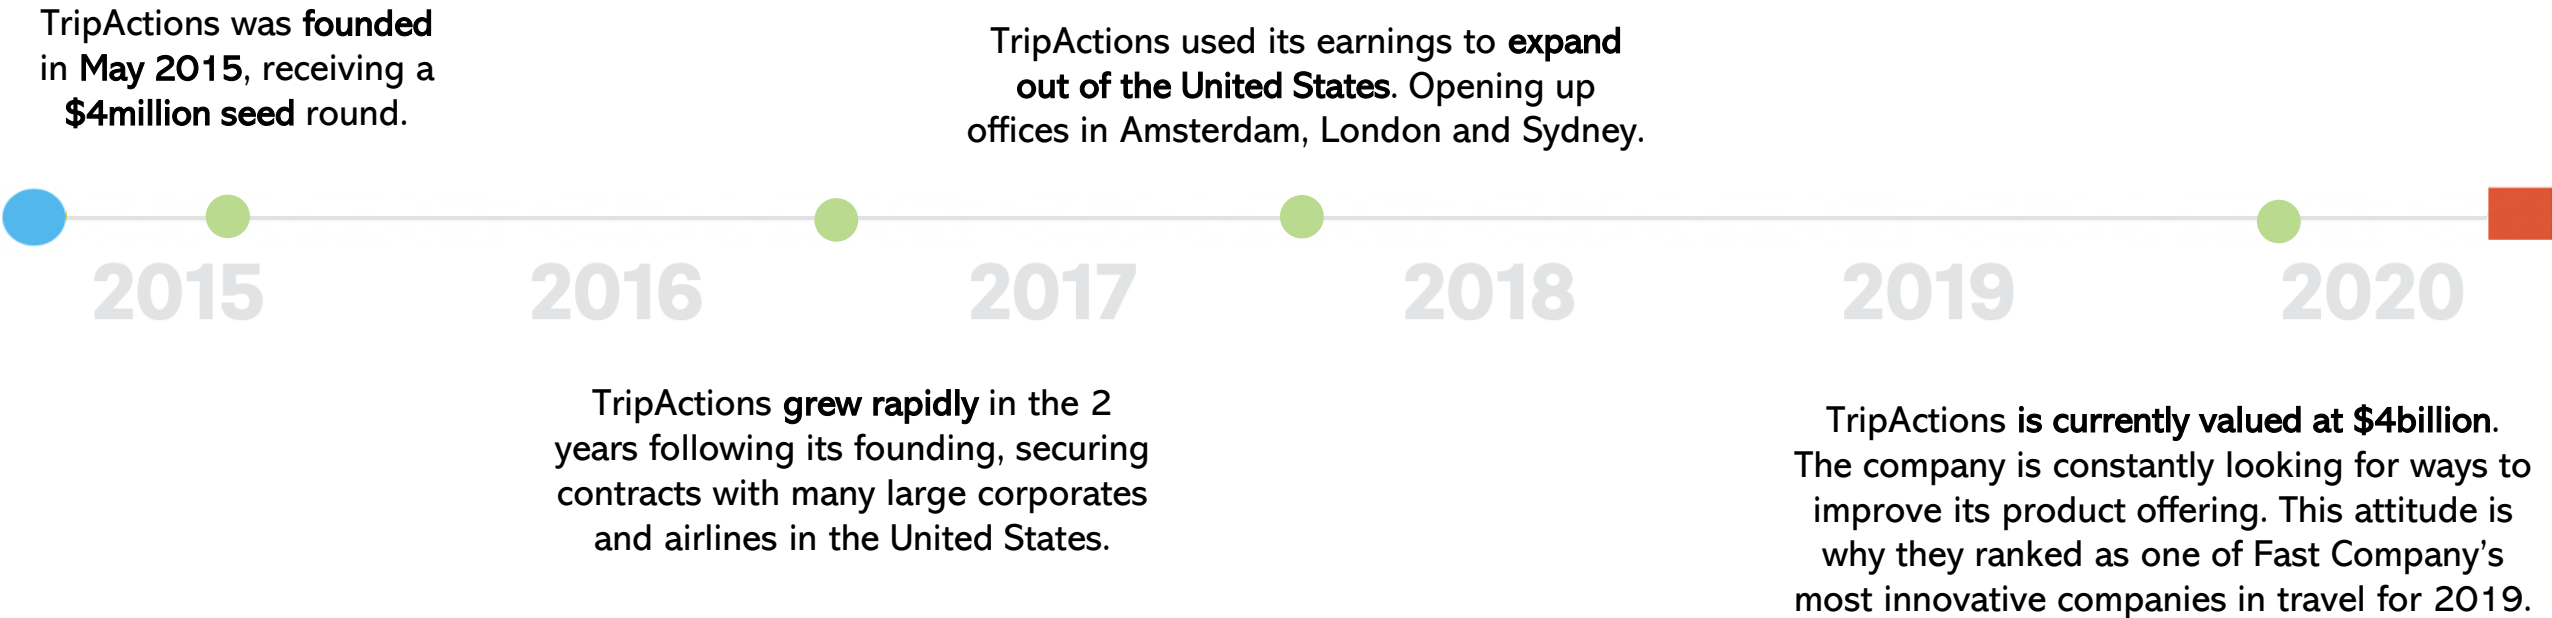 TripActions was founded
in May 2015, receiving a
$4million seed round.
TripActions used its earnings to expand
out of the United States. Opening up
offices in Amsterdam, London and Sydney.
2015 2016 2017 2018 2019 2020
TripActions grew rapidly in the 2
years following its founding, securing
contracts with many large corporates
and airlines in the United States.
TripActions is currently valued at $4billion.
The company is constantly looking for ways to
improve its product offering. This attitude is
why they ranked as one of Fast Company’s
most innovative companies in travel for 2019.